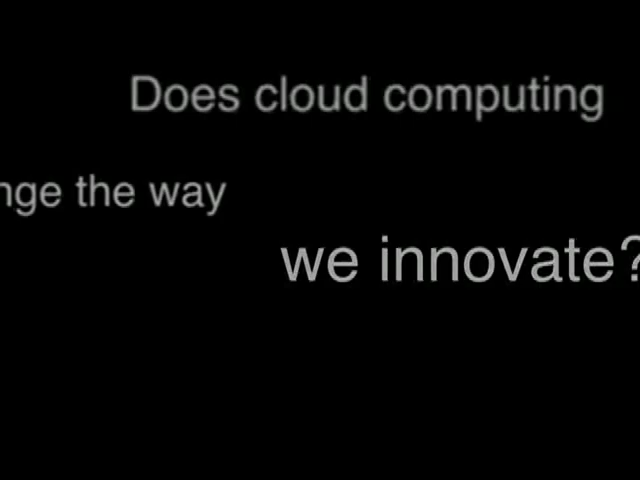 Does cloud computing
nge the way
we innovate?